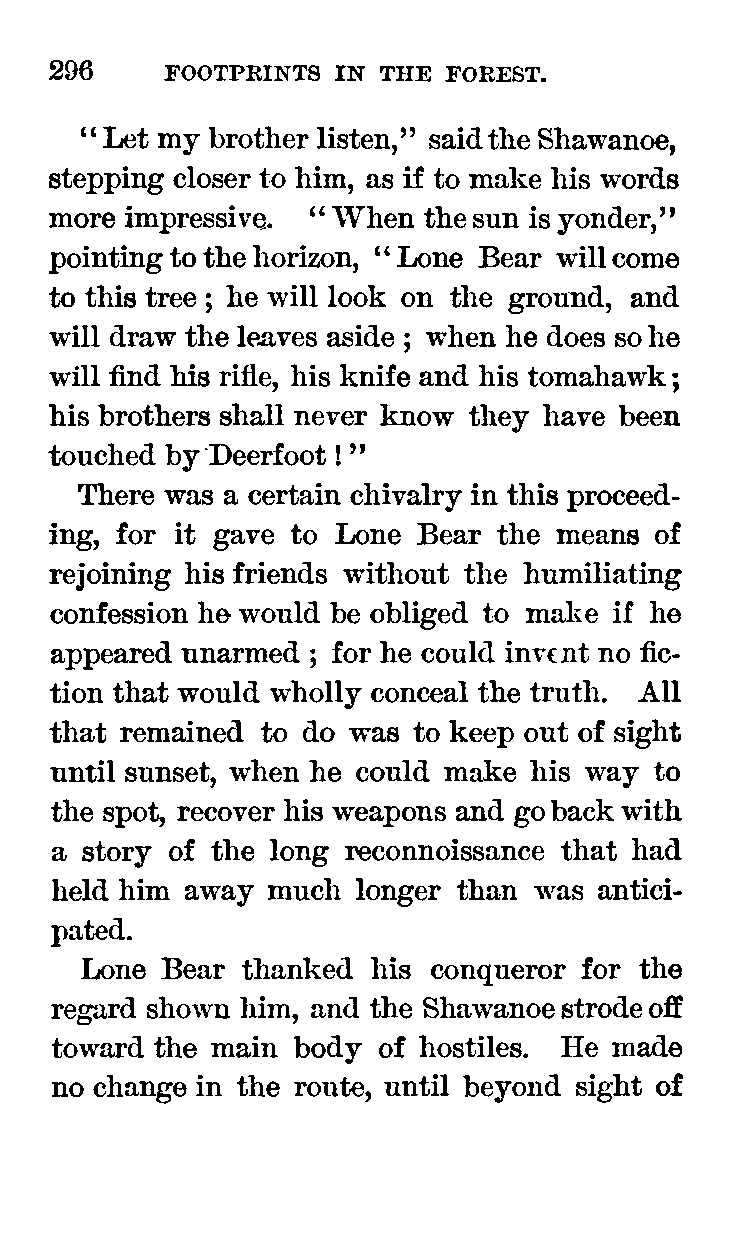 296 FOOTPRINTS IN THE FOREST.
"Let my brother listen," said the Shawanoe,
stepping closer to him, as if to make his words
more impressive. "When the sun is yonder,"
pointing to the horizon, "Lone Bear will come
to this tree; he will look on the ground, and
will draw the leaves aside; when he does so he
will find his rifle, his knife and his tomahawk;
his brothers shall never know they have been
touched by Deerfoot!"
There was a certain chivalry in this proceed-
ing, for it gave to Lone Bear the means of
rejoining his friends without the humiliating
confession he would be obliged to make if he
appeared unarmed; for he could invent no fic-
tion that would wholly conceal the truth. All
that remained to do was to keep out of sight
until sunset, when he could make his way to
the spot, recover his weapons and go back with
a story of the long reconnoissance that had
held him away much longer than was antici-
pated.
Lone Bear thanked his conqueror for the
regard shown him, and the Shawanoe strode off
toward the main body of hostiles. He made
no change in the route, until beyond sight of